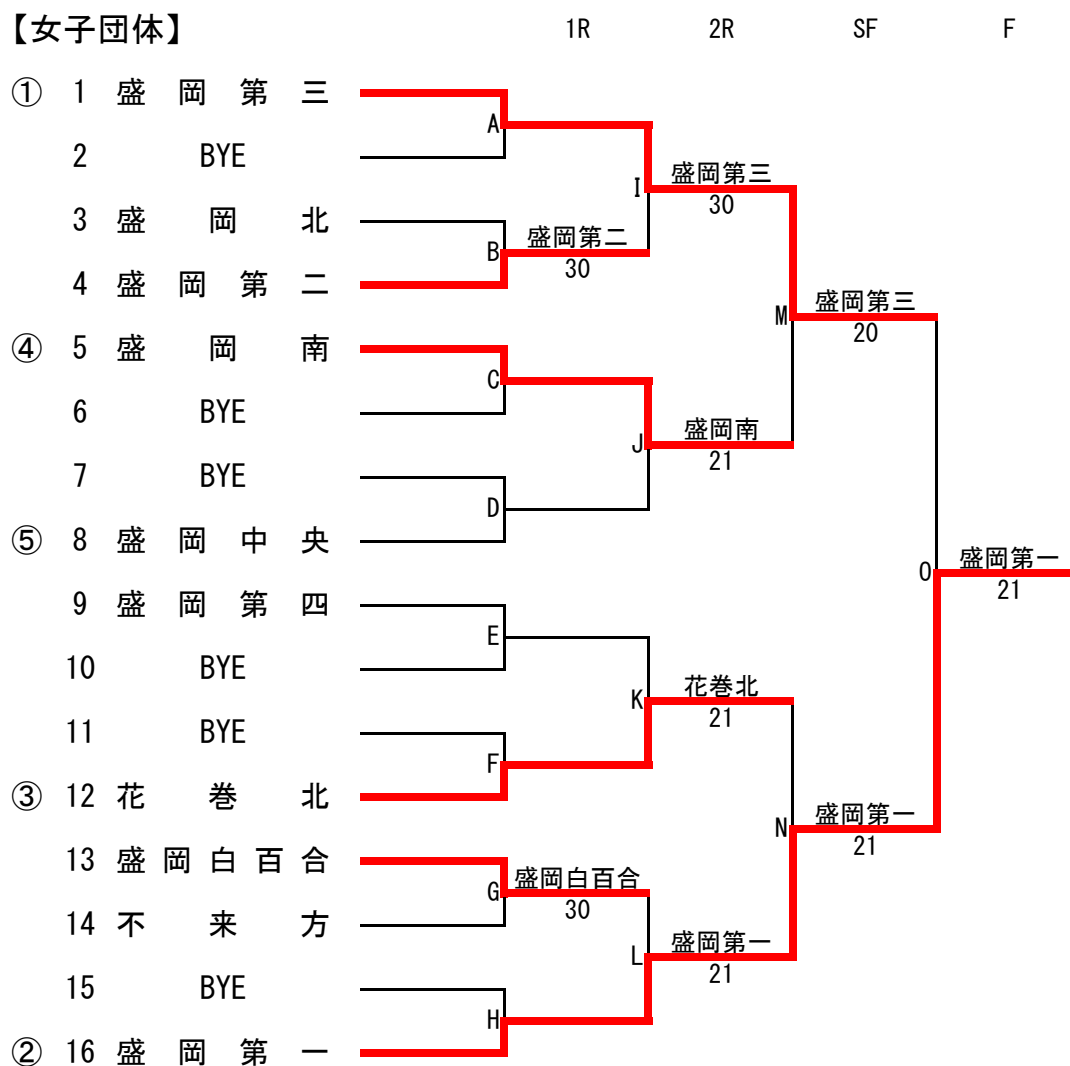 【女子団体】 1R 2R SF F
① 1 盛岡第三
A
2 BYE
盛岡第三
I
30
3 盛岡北
盛岡第二
B
30
4 盛岡第二
盛岡第三
M
20
④ 5 盛岡南
C
6 BYE
盛岡南
J
21
7 BYE
D
⑤ 8 盛岡中央
盛岡第一
O
21
9 盛岡第四
E
10 BYE
花巻北
K
21
11 BYE
F
③ 12 花巻北
盛岡第一
N
21
13 盛岡白百合
盛岡白百合
G
30
14 不来方
盛岡第一
L
21
15 BYE
H
② 16 盛岡第一